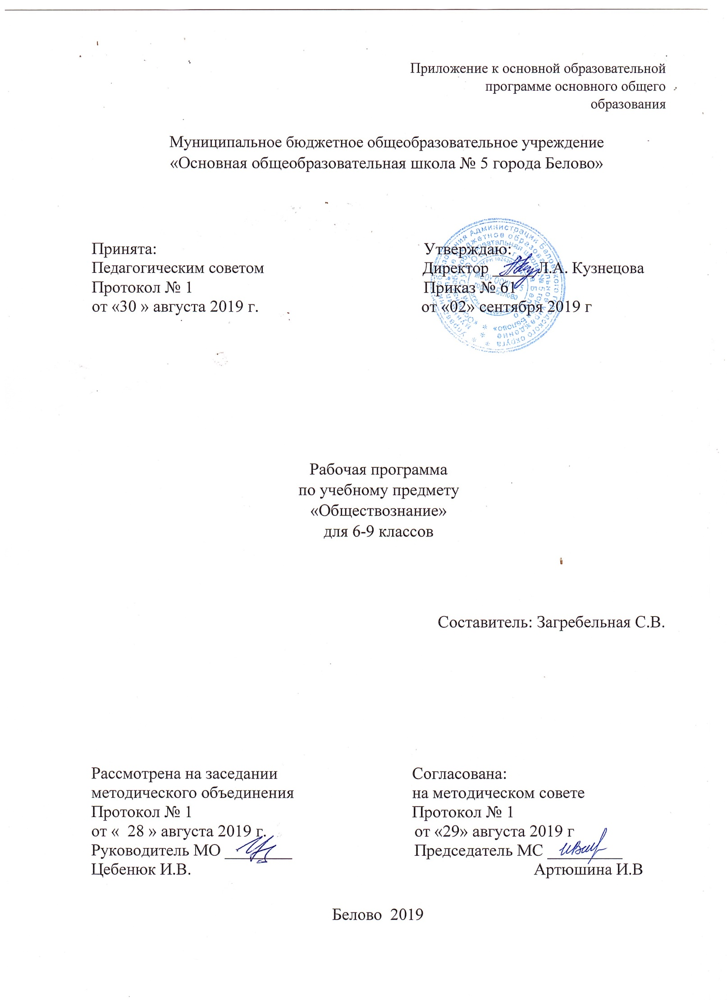 Приложение к основной образовательной
программе основного общего
образования
Муниципальное бюджетное общеобразовательное учреждение
«Основная общеобразовательная школа № 5 города Белово»
Принята:
Педагогическим советом
Протокол № 1
от «30 » августа 2019 г.
Утверждаю:
Директор ______Л.А. Кузнецова
Приказ № 61
от «02» сентября 2019 г
Рабочая программа
по учебному предмету
«Обществознание»
для 6-9 классов
Составитель: Загребельная С.В.
Рассмотрена на заседании
методического объединения
Протокол № 1
от «  28 » августа 2019 г.
Руководитель МО ________
Цебенюк И.В.
Согласована:
на методическом совете
Протокол № 1
от «29» августа 2019 г
Председатель МС _________
Артюшина И.В
Белово  2019